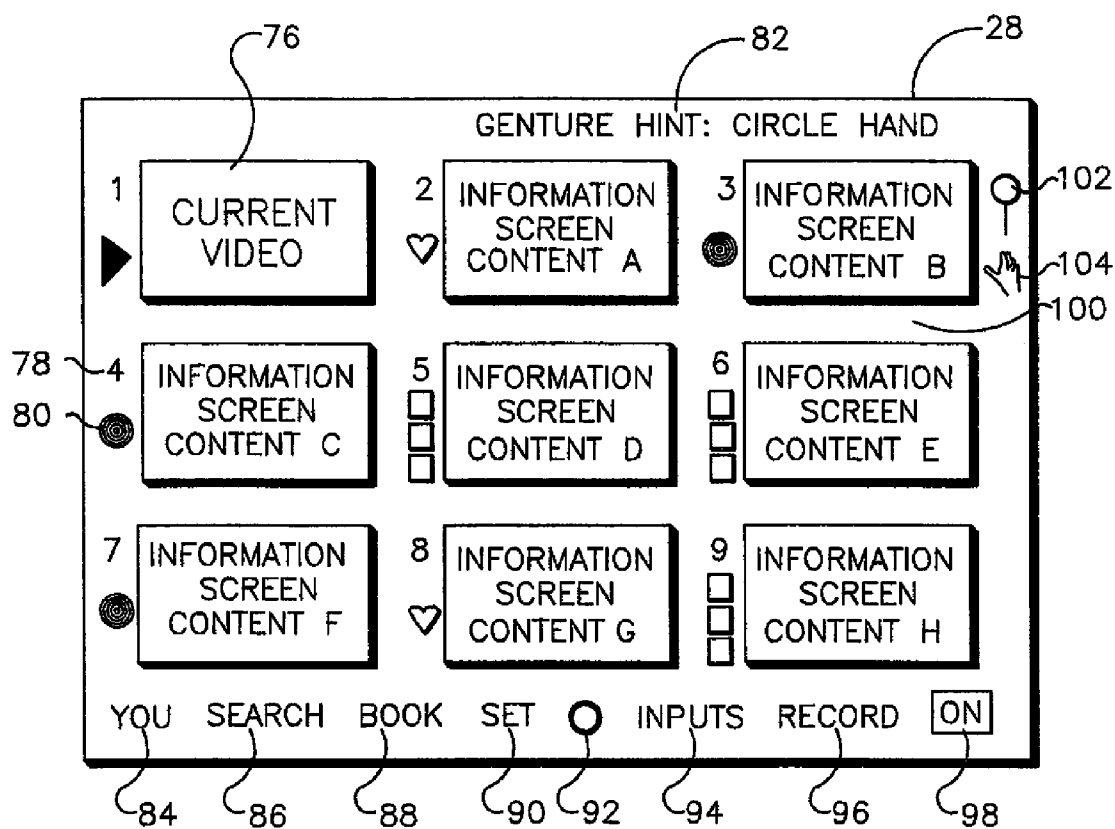 76
82
28
GENTURE HINT: CIRCLE HAND
1
CURRENT
VIDEO
2
INFORMATION
SCREEN
CONTENT A
3
INFORMATION
SCREEN
CONTENT B
102
104
100
78
4
80
INFORMATION
SCREEN
CONTENT C
5
INFORMATION
SCREEN
CONTENT D
6
INFORMATION
SCREEN
CONTENT E
7
INFORMATION
SCREEN
CONTENT F
8
INFORMATION
SCREEN
CONTENT G
9
INFORMATION
SCREEN
CONTENT H
YOU SEARCH BOOK SET INPUTS RECORD ON
84 86 88 90 92 94 96 98